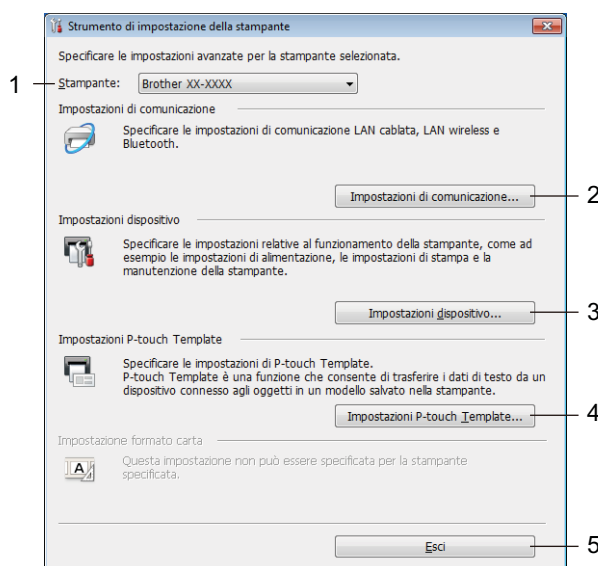 Strumento di impostazione della stampante
Specificare le impostazioni avanzate per la stampante selezionata.
1
Stampante:
Brother XX-XXXX
Impostazioni di comunicazione
Specificare le impostazioni di comunicazione LAN cablata, LAN wireless e
Bluetooth.
Impostazioni di comunicazione...
2
Impostazioni dispositivo
Specificare le impostazioni relative al funzionamento della stampante, come ad
esempio le impostazioni di alimentazione, le impostazioni di stampa e la
manutenzione della stampante.
Impostazioni dispositivo...
3
Impostazioni P-touch Template
Specificare le impostazioni di P-touch Template.
P-touch Template è una funzione che consente di trasferire i dati di testo da un
dispositivo connesso agli oggetti in un modello salvato nella stampante.
Impostazioni P-touch Template...
4
Impostazione formato carta
A
Questa impostazione non può essere specificata per la stampante
specificata.
Esci
5